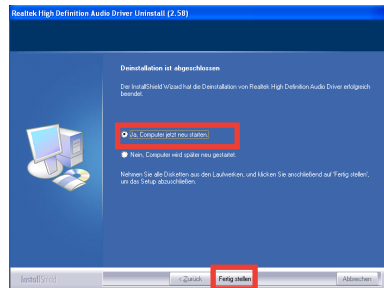 Realtek High Definition Audio Driver Uninstall (2.58)
Deinstallation ist abgeschlossen
Der InstallShield Wizard hat die Deinstallation von Realtek High Definition Audio Driver erfolgreich
beendet.
Ja, Computer jetzt neu starten.
Nein, Computer wird später neu gestartet.
Nehmen Sie alle Disketten aus den Laufwerken, und klicken Sie anschließend auf 'Fertig stellen',
um das Setup abzuschließen.
InstallShield
< Zurück Fertig stellen Abbrechen